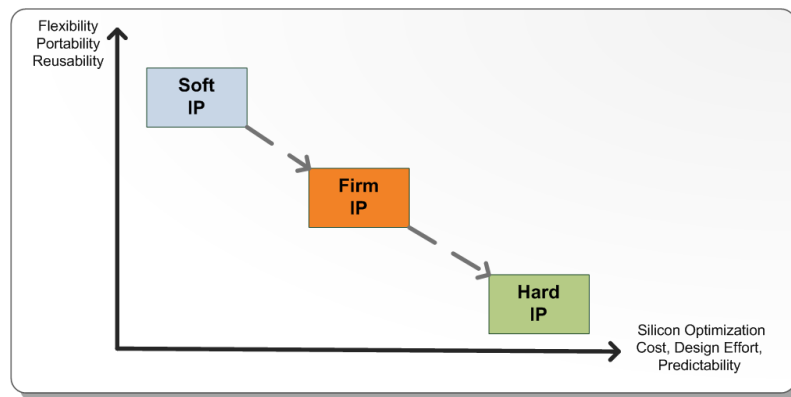 Flexibility
Portability
Reusability
Soft
IP
Firm
IP
Hard
IP
Silicon Optimization
Cost, Design Effort,
Predictability